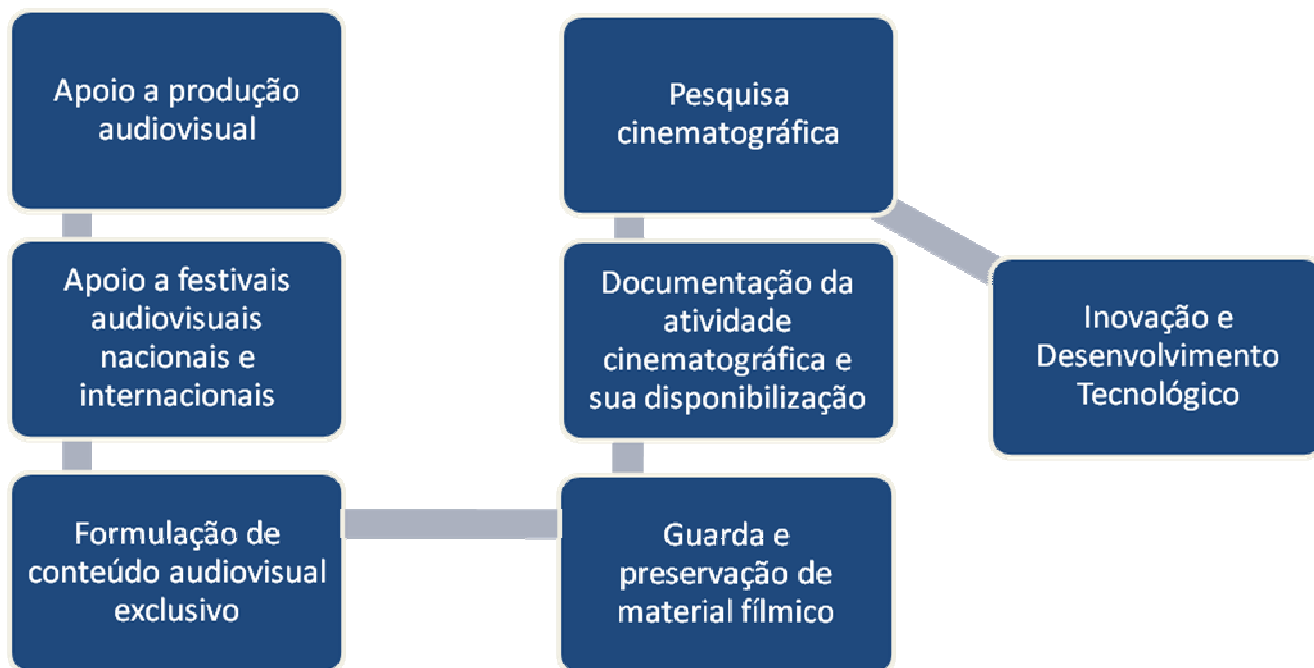 Apoio a produção
audiovisual
Apoio a festivais
audiovisuais
nacionais e
internacionais
Formulação de
conteúdo audiovisual
exclusivo
Guarda e
preservação de
material fílmico
Documentação da
atividade
cinematográfica e
sua disponibilização
Pesquisa
cinematográfica
Inovação e
Desenvolvimento
Tecnológico